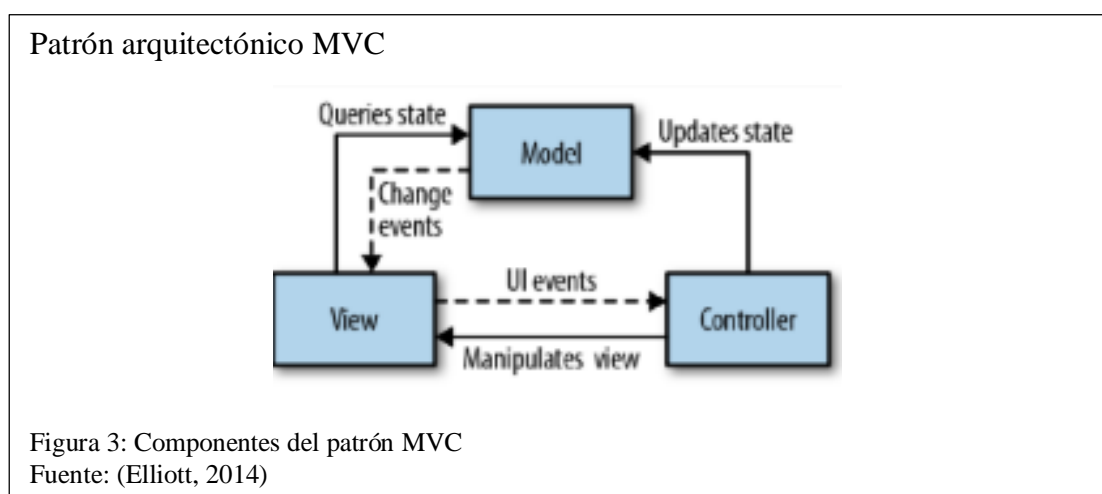 Patrón arquitectónico MVC
Queries state
Model
Updates state
Change
events
UI events
View
Controller
Manipulates view
Figura 3: Componentes del patrón MVC
Fuente: (Elliott, 2014)